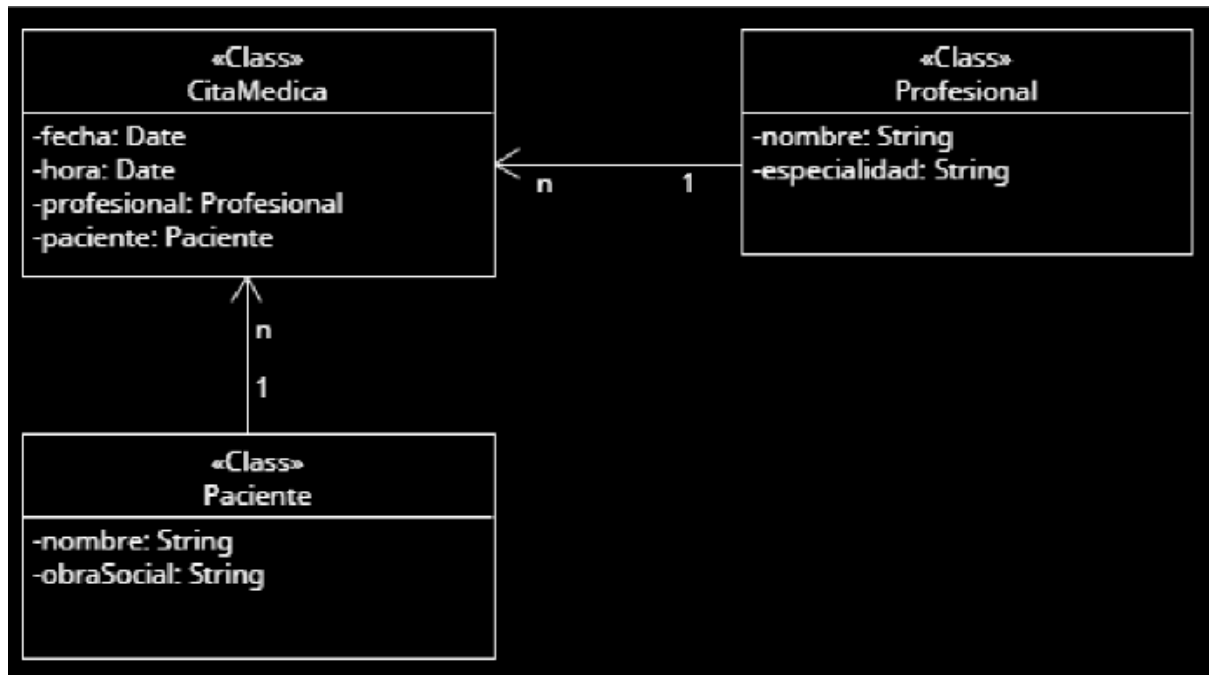 «Class»
CitaMedica
-fecha: Date
-hora: Date
-profesional: Profesional
-paciente: Paciente
«Class»
Profesional
-nombre: String
-especialidad: String
n
1
n
1
«Class»
Paciente
-nombre: String
-obraSocial: String